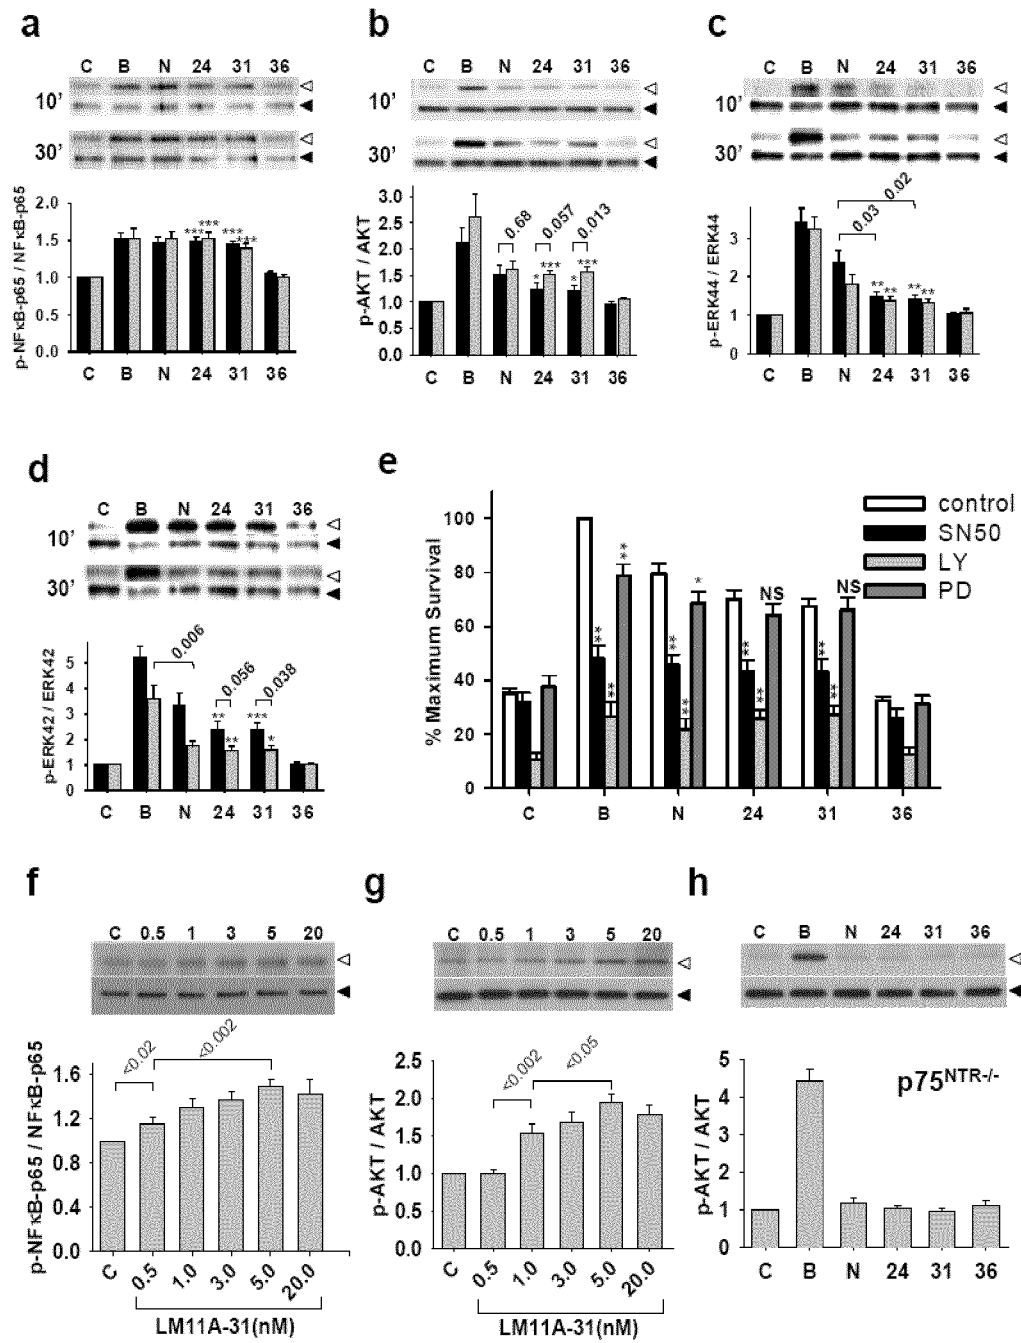 a
C B N 24 31 36
10'
30'
p-NFκB-p65 / NFκB-p65
2.0
1.5
1.0
0.5
0.0
*** *** *** ***
C B N 24 31 36
b
C B N 24 31 36
10'
30'
p-AKT / AKT
3.0
2.5
2.0
1.5
1.0
0.5
0.0
0.68 0.057 0.013
* *** * ***
C B N 24 31 36
c
C B N 24 31 36
10'
30'
p-ERK44 / ERK44
3
2
1
0
0.02
0.03
** ** ** **
C B N 24 31 36
d
C B N 24 31 36
10'
30'
p-ERK42 / ERK42
5
4
3
2
1
0
0.006 0.056 0.038
** ** *** *
C B N 24 31 36
e
% Maximum Survival
100
80
60
40
20
0
control
SN50
LY
PD
** ** **
** ** *
** ** NS
** ** NS
C B N 24 31 36
f
C 0.5 1 3 5 20
p-NFκB-p65 / NFκB-p65
1.6
1.2
0.8
0.4
0.0
<0.02 <0.002
C 0.5 1.0 3.0 5.0 20.0
LM11A-31(nM)
g
C 0.5 1 3 5 20
p-AKT / AKT
2.5
2.0
1.5
1.0
0.5
0.0
<0.002 <0.05
C 0.5 1.0 3.0 5.0 20.0
LM11A-31(nM)
h
C B N 24 31 36
p-AKT / AKT
5
4
3
2
1
0
p75NTR-/-
C B N 24 31 36